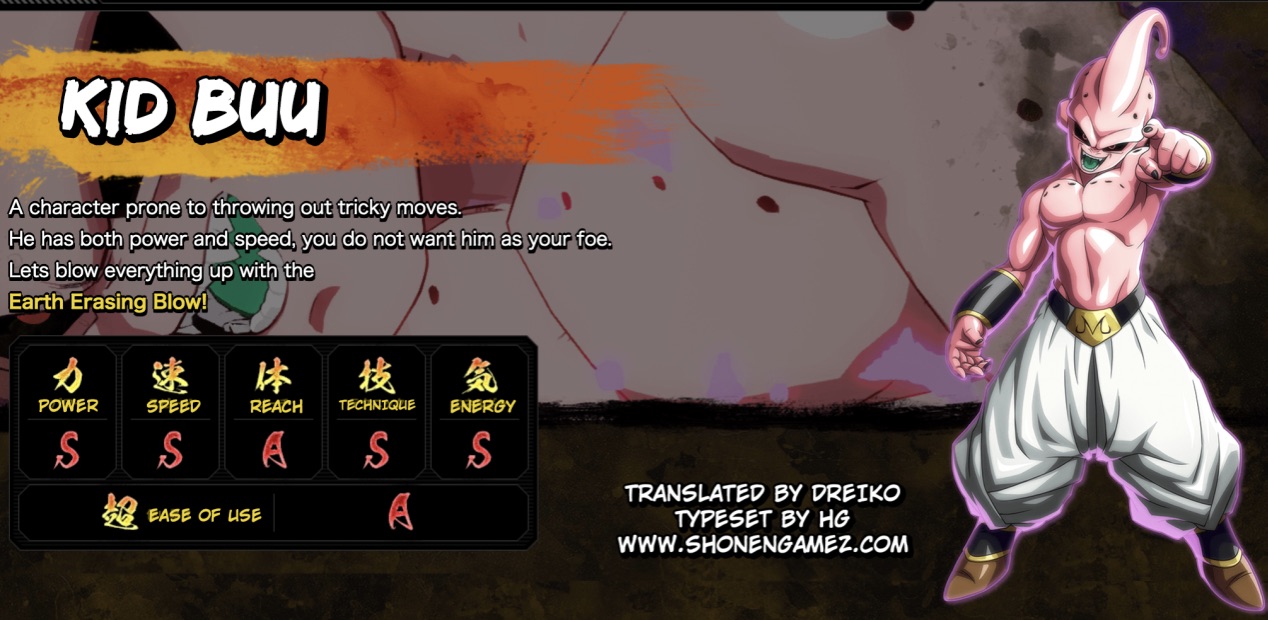 KID BUU
A character prone to throwing out tricky moves.
He has both power and speed, you do not want him as your foe.
Lets blow everything up with the
Earth Erasing Blow!
力 速 体 技 気
POWER SPEED REACH TECHNIQUE ENERGY
S S A S S
超 EASE OF USE A
TRANSLATED BY DREIKO
TYPESET BY HG
WWW.SHONENGAMEZ.COM
M